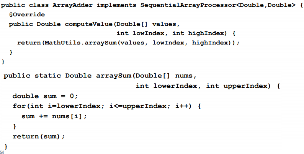 public class ArrayAdder implements SequentialArrayProcessor<Double,Double> {
@Override
public Double computeValue(Double[] values,
int lowIndex, int highIndex) {
return(MathUtils.arraySum(values, lowIndex, highIndex));
}
}
public static Double arraySum(Double[] nums,
int lowerIndex, int upperIndex) {
double sum = 0;
for(int i=lowerIndex; i<=upperIndex; i++) {
sum += nums[i];
}
return(sum);
}